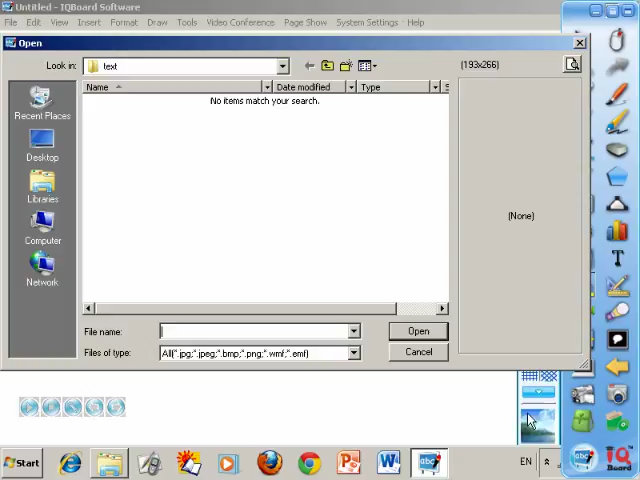 Untitled - IQBoard Software
File Edit View Insert Format Draw Tools Video Conference Page Show System Settings Help
Open
Look in: text (193x266)
Name Date modified Type S
No items match your search.
Recent Places
Desktop
Libraries
Computer
Network
(None)
File name: Open
Files of type: All(*.jpg;*.jpeg;*.bmp;*.png;*.wmf;*.emf) Cancel
Start EN IQ Board